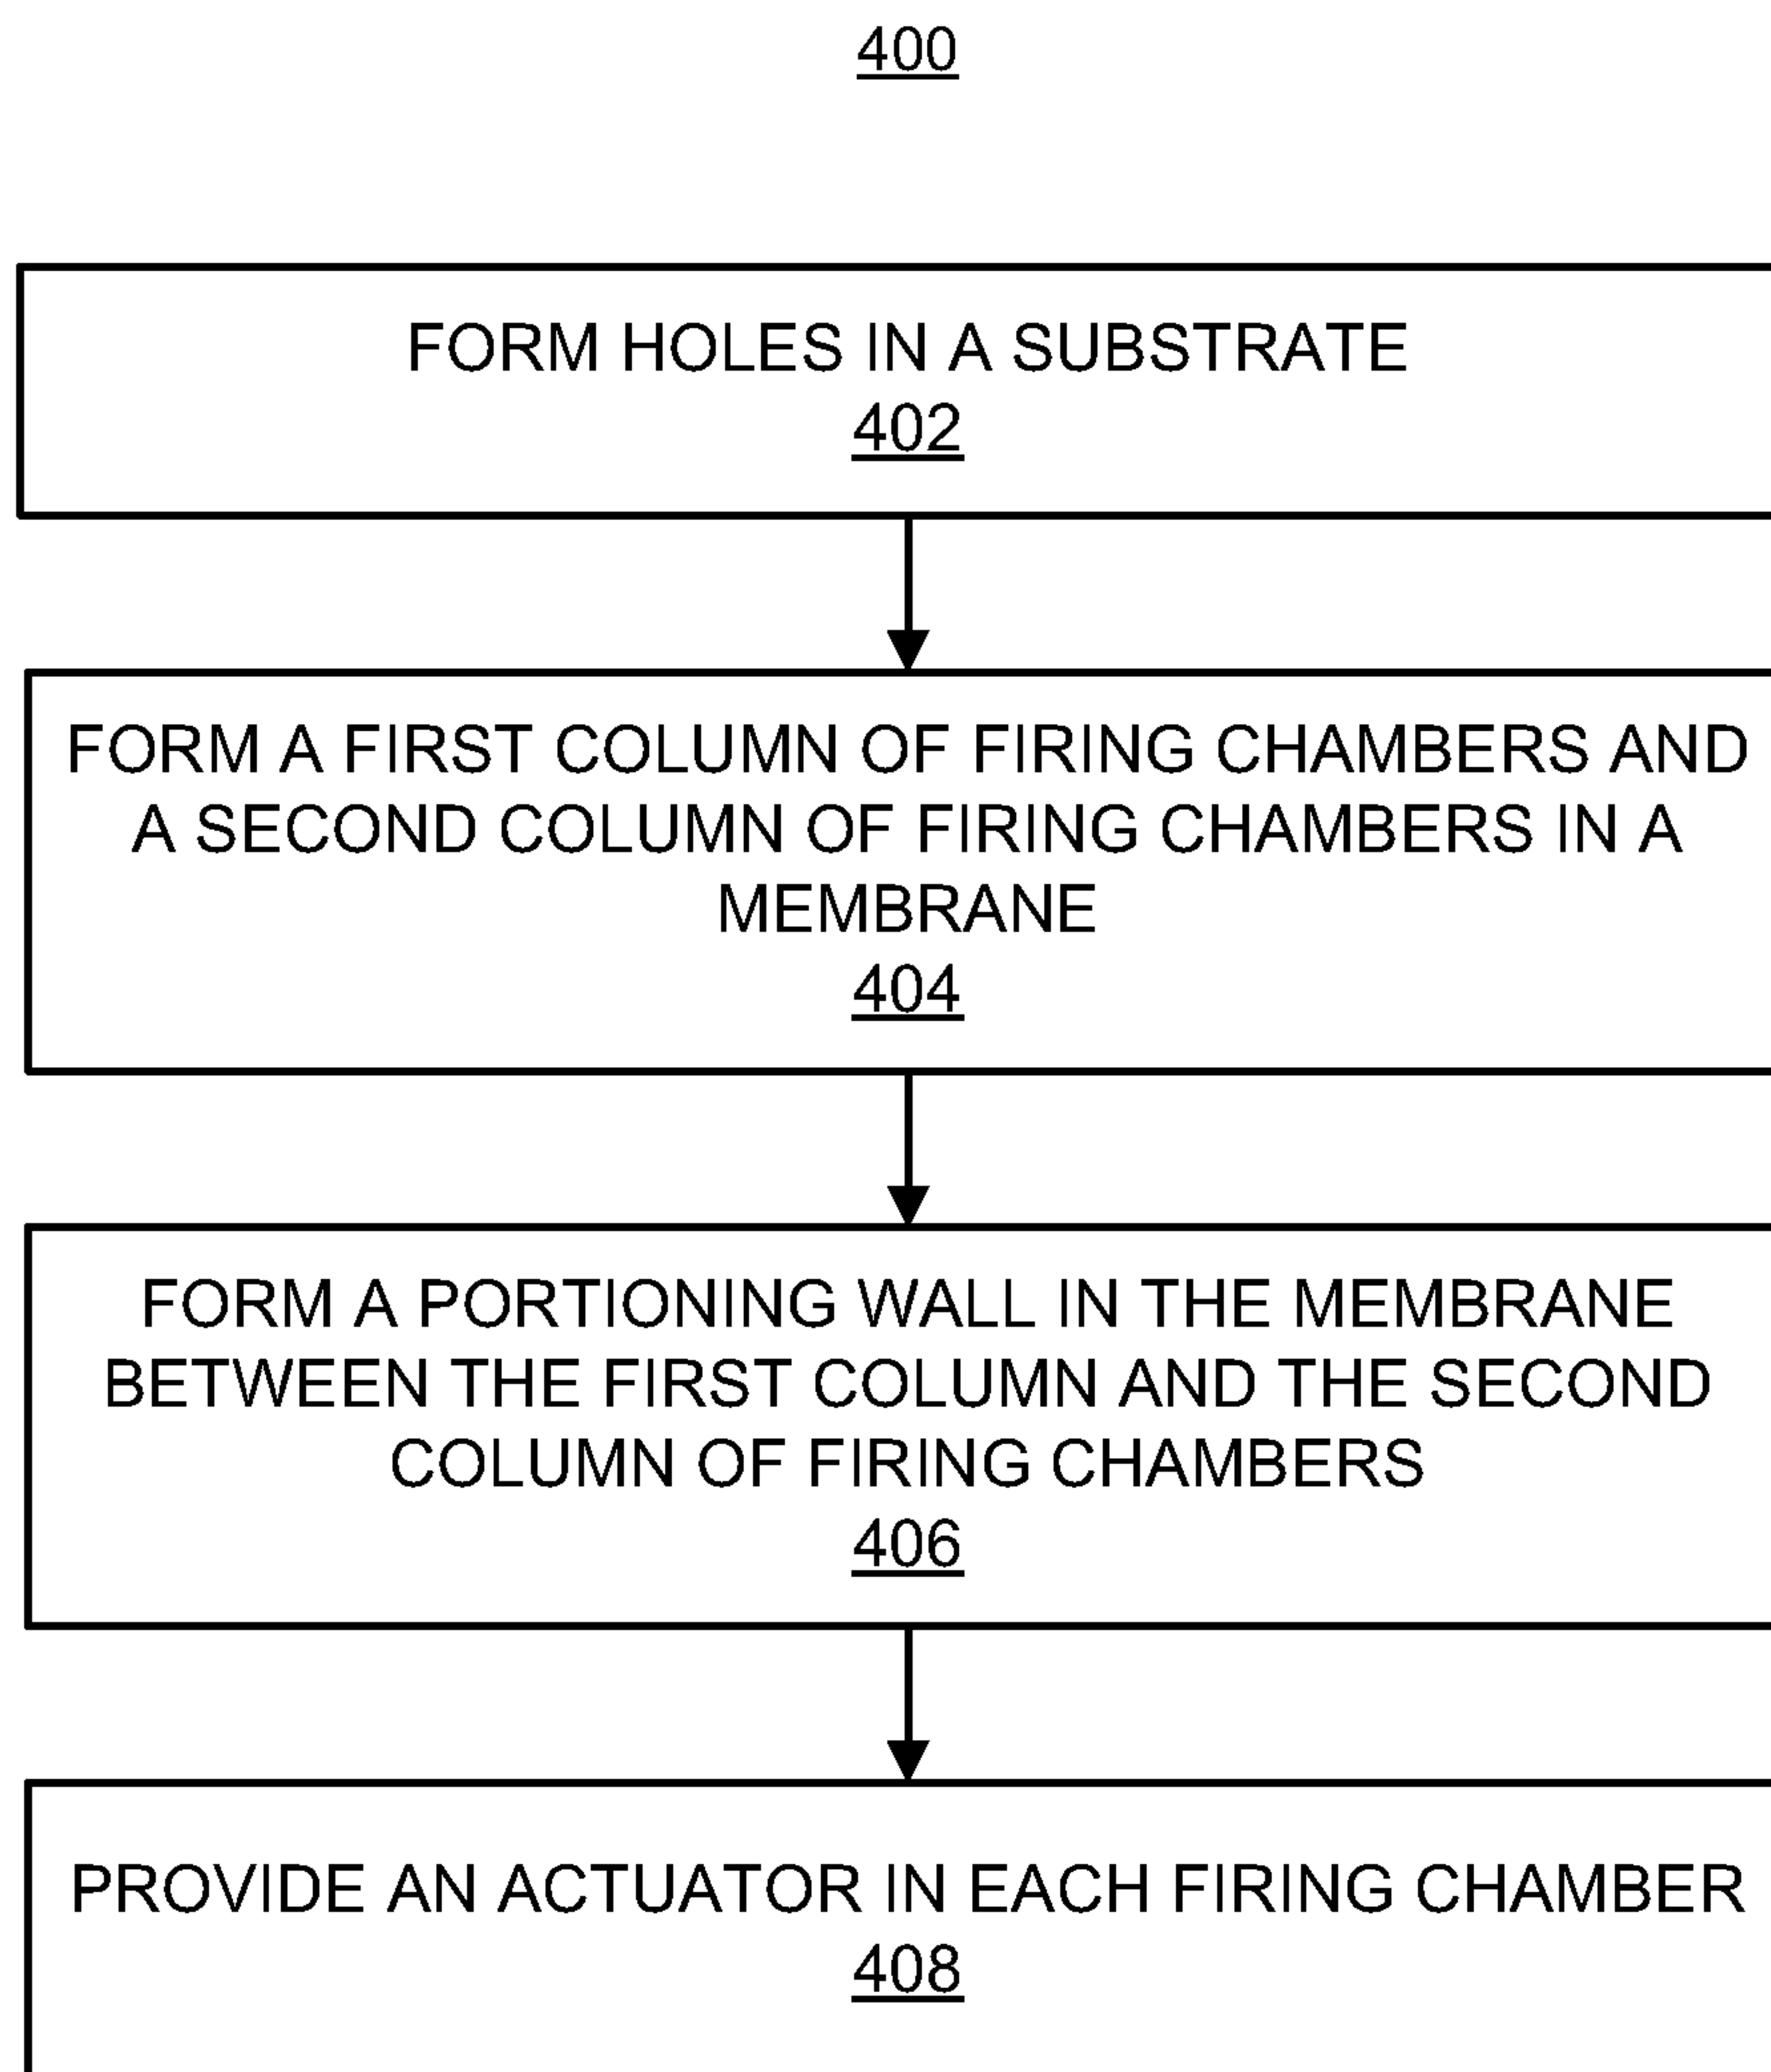 400
FORM HOLES IN A SUBSTRATE
402
FORM A FIRST COLUMN OF FIRING CHAMBERS AND
A SECOND COLUMN OF FIRING CHAMBERS IN A
MEMBRANE
404
FORM A PORTIONING WALL IN THE MEMBRANE
BETWEEN THE FIRST COLUMN AND THE SECOND
COLUMN OF FIRING CHAMBERS
406
PROVIDE AN ACTUATOR IN EACH FIRING CHAMBER
408